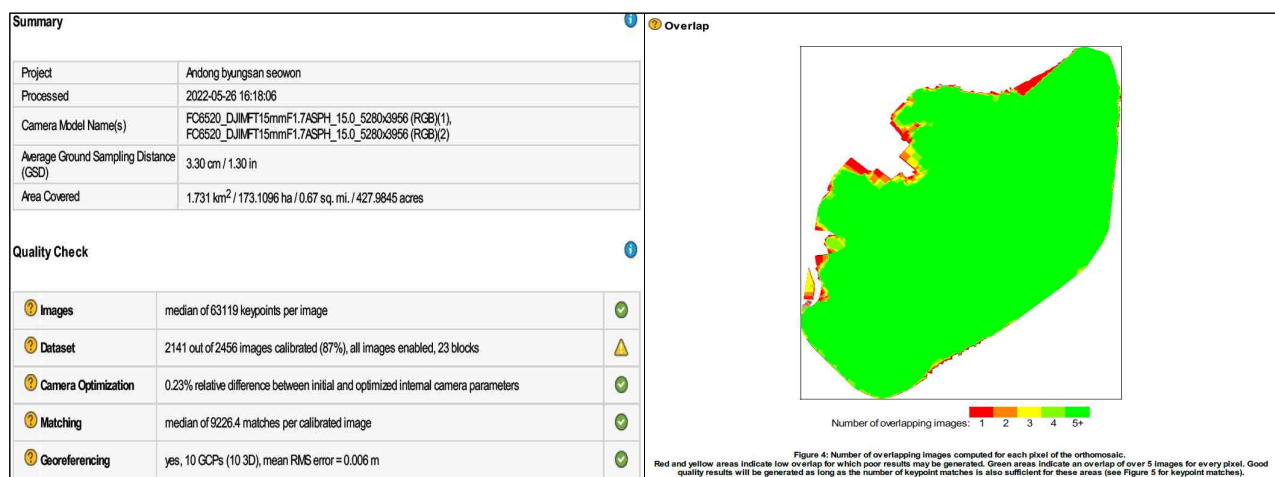 Summary
Project Andong byungsan seowon
Processed 2022-05-26 16:18:06
Camera Model Name(s) FC6520_DJIMFT15mmF1.7ASPH_15.0_5280x3956 (RGB)(1),
FC6520_DJIMFT15mmF1.7ASPH_15.0_5280x3956 (RGB)(2)
Average Ground Sampling Distance
(GSD) 3.30 cm / 1.30 in
Area Covered 1.731 km² / 173.1096 ha / 0.67 sq. mi. / 427.9845 acres
Quality Check
Images median of 63119 keypoints per image
Dataset 2141 out of 2456 images calibrated (87%), all images enabled, 23 blocks
Camera Optimization 0.23% relative difference between initial and optimized internal camera parameters
Matching median of 9226.4 matches per calibrated image
Georeferencing yes, 10 GCPs (10 3D), mean RMS error = 0.006 m
Overlap
Number of overlapping images: 1 2 3 4 5+
Figure 4: Number of overlapping images computed for each pixel of the orthomosaic.
Red and yellow areas indicate low overlap for which poor results may be generated. Green areas indicate an overlap of over 5 images for every pixel. Good
quality results will be generated as long as the number of keypoint matches is also sufficient for these areas (see Figure 5 for keypoint matches).